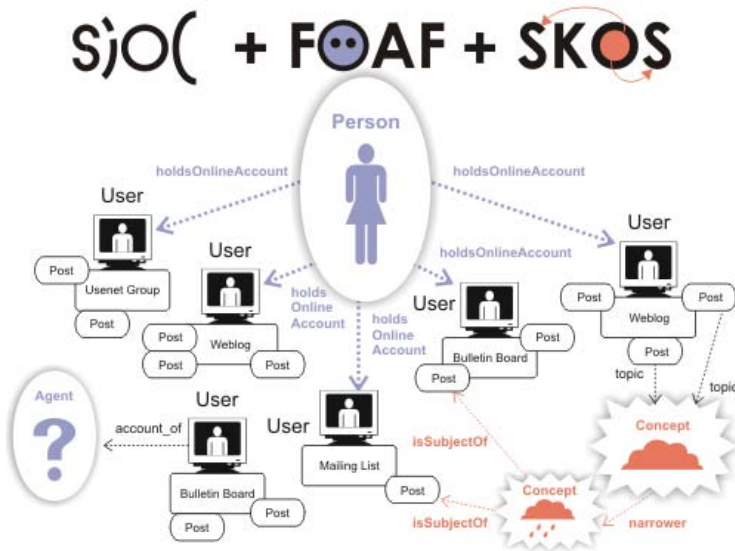 SIOC + FOAF + SKOS
Person
holdsOnlineAccount
holdsOnlineAccount
User
Post
Usenet Group
Post
User
holds
Online
Account
Post
Weblog
Post
Post
holds
Online
Account
holdsOnlineAccount
User
Bulletin Board
Post
Post
User
Post
Post
Weblog
Post
topic
topic
Agent
account_of
User
Bulletin Board
Post
Post
User
Mailing List
Post
isSubjectOf
isSubjectOf
Concept
Concept
narrower